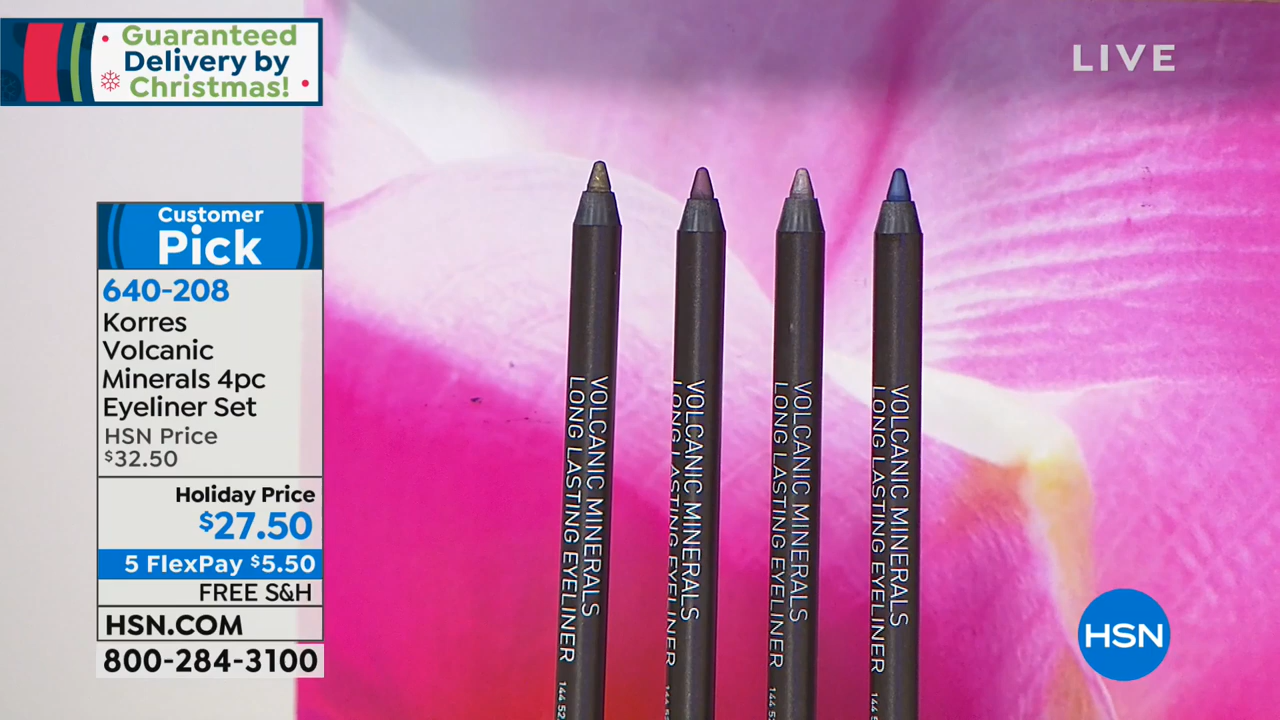 Guaranteed
Delivery by
Christmas!
LIVE
Customer
Pick
640-208
Korres
Volcanic
Minerals 4pc
Eyeliner Set
HSN Price
$32.50
Holiday Price
$27.50
5 FlexPay $5.50
FREE S&H
HSN.COM
800-284-3100
VOLCANIC MINERALS
LONG LASTING EYELINER
144 52
VOLCANIC MINERALS
LONG LASTING EYELINER
VOLCANIC MINERALS
LONG LASTING EYELINER
VOLCANIC MINERALS
LONG LASTING EYELINER
HSN